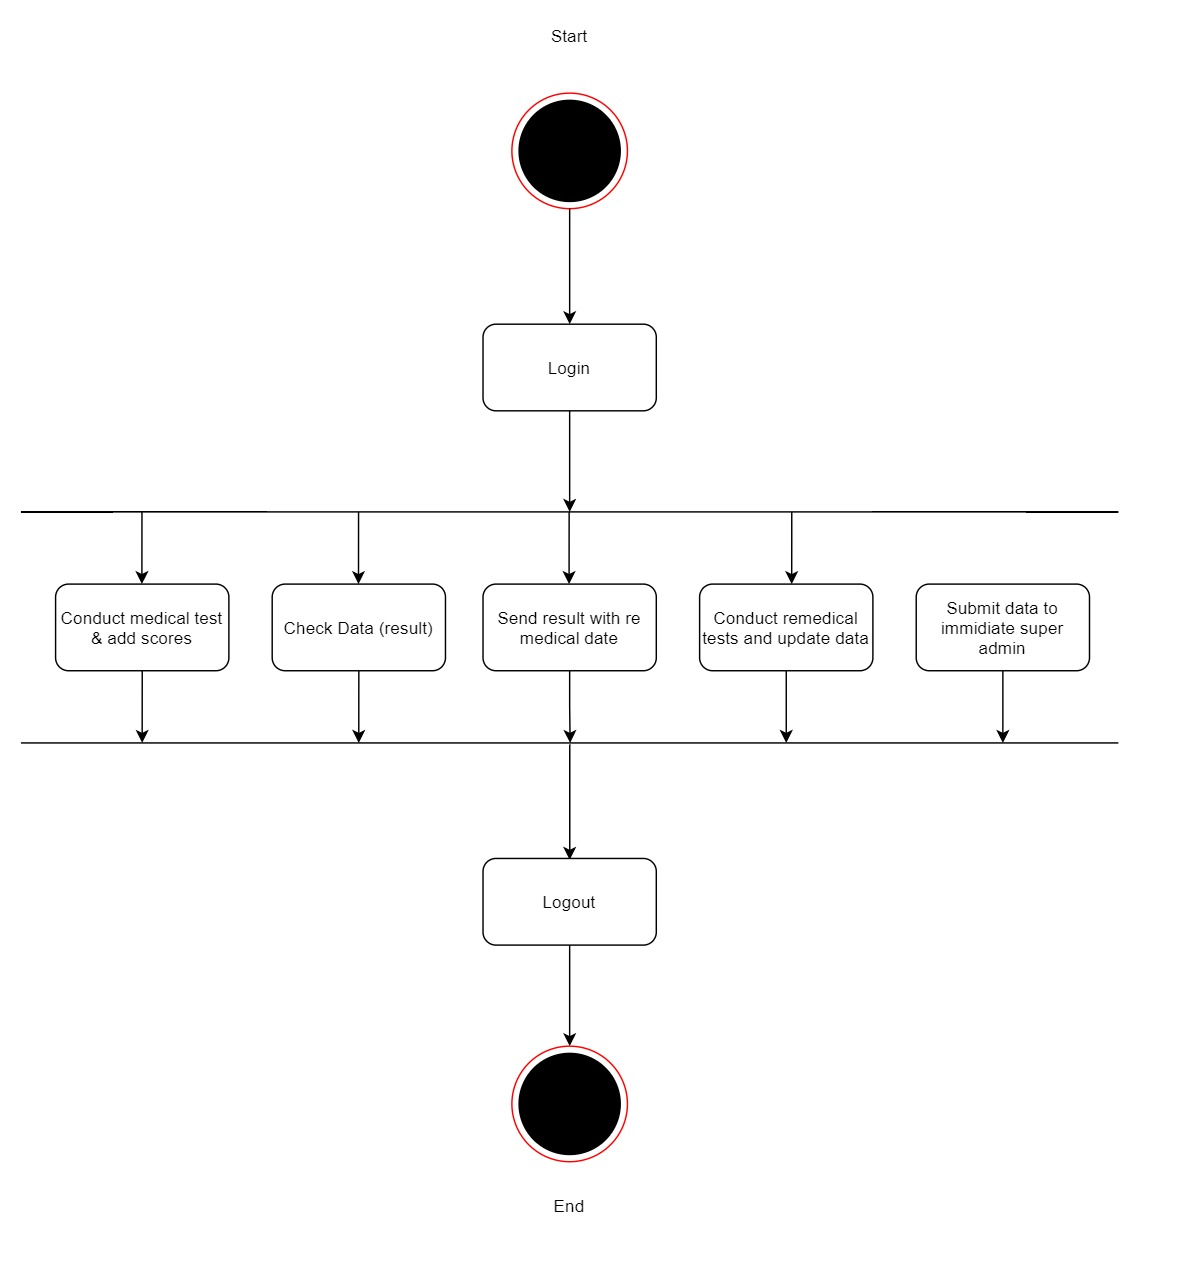 Start
Login
Conduct medical test
& add scores
Check Data (result)
Send result with re
medical date
Conduct remedical
tests and update data
Submit data to
immidiate super
admin
Logout
End